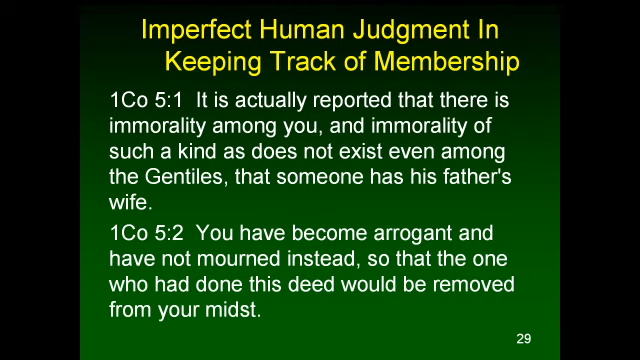 Imperfect Human Judgment In
Keeping Track of Membership
1Co 5:1  It is actually reported that there is
immorality among you, and immorality of
such a kind as does not exist even among
the Gentiles, that someone has his father's
wife.
1Co 5:2  You have become arrogant and
have not mourned instead, so that the one
who had done this deed would be removed
from your midst.
29